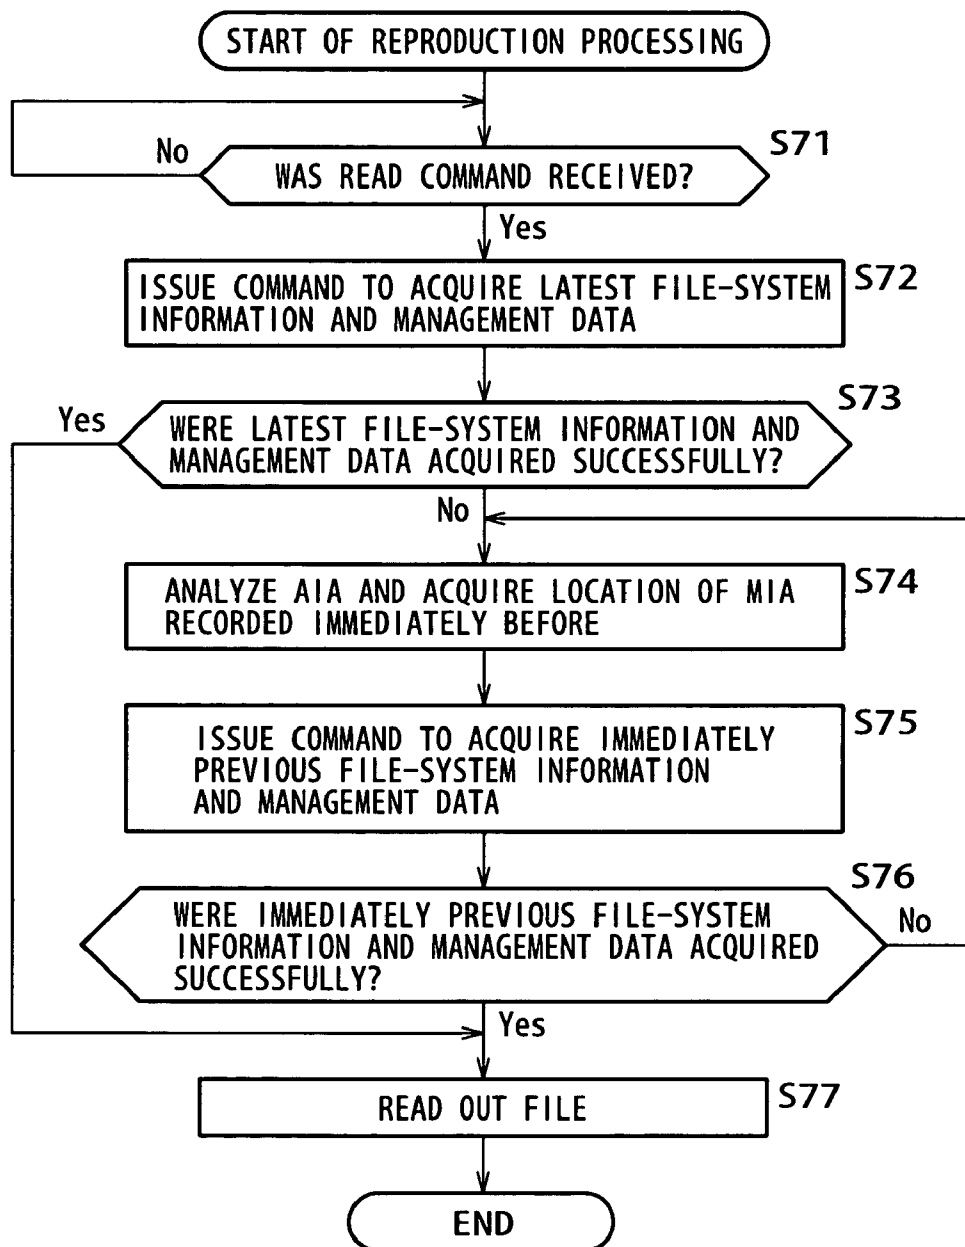 START OF REPRODUCTION PROCESSING
S71
No
WAS READ COMMAND RECEIVED?
Yes
S72
ISSUE COMMAND TO ACQUIRE LATEST FILE-SYSTEM
INFORMATION AND MANAGEMENT DATA
S73
Yes
WERE LATEST FILE-SYSTEM INFORMATION AND
MANAGEMENT DATA ACQUIRED SUCCESSFULLY?
No
S74
ANALYZE AIA AND ACQUIRE LOCATION OF MIA
RECORDED IMMEDIATELY BEFORE
S75
ISSUE COMMAND TO ACQUIRE IMMEDIATELY
PREVIOUS FILE-SYSTEM INFORMATION
AND MANAGEMENT DATA
S76
WERE IMMEDIATELY PREVIOUS FILE-SYSTEM
INFORMATION AND MANAGEMENT DATA ACQUIRED
SUCCESSFULLY?
No
Yes
S77
READ OUT FILE
END